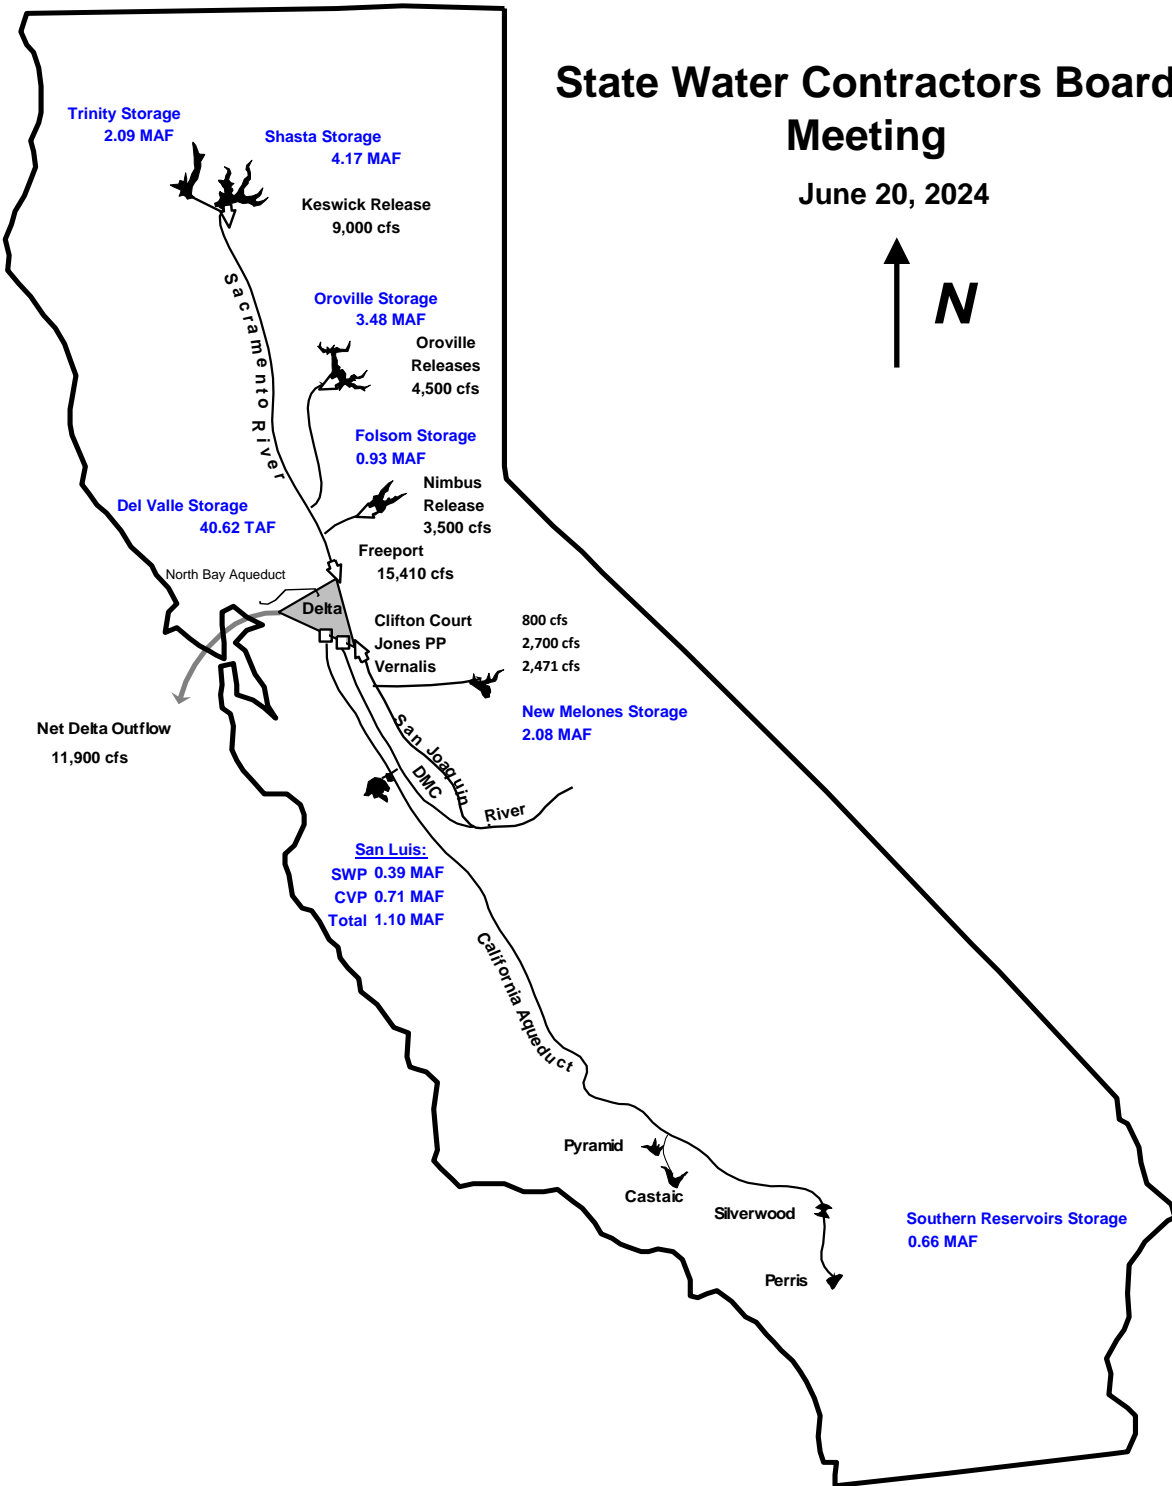 State Water Contractors Board
Meeting
June 20, 2024
N
Trinity Storage
2.09 MAF
Shasta Storage
4.17 MAF
Keswick Release
9,000 cfs
Sacramento River
Oroville Storage
3.48 MAF
Oroville
Releases
4,500 cfs
Folsom Storage
0.93 MAF
Nimbus
Release
3,500 cfs
Del Valle Storage
40.62 TAF
Freeport
15,410 cfs
North Bay Aqueduct
Delta
Clifton Court 800 cfs
Jones PP 2,700 cfs
Vernalis 2,471 cfs
New Melones Storage
2.08 MAF
Net Delta Outflow
11,900 cfs
San Joaquin River
DMC
San Luis:
SWP 0.39 MAF
CVP 0.71 MAF
Total 1.10 MAF
California Aqueduct
Pyramid
Castaic
Silverwood
Perris
Southern Reservoirs Storage
0.66 MAF